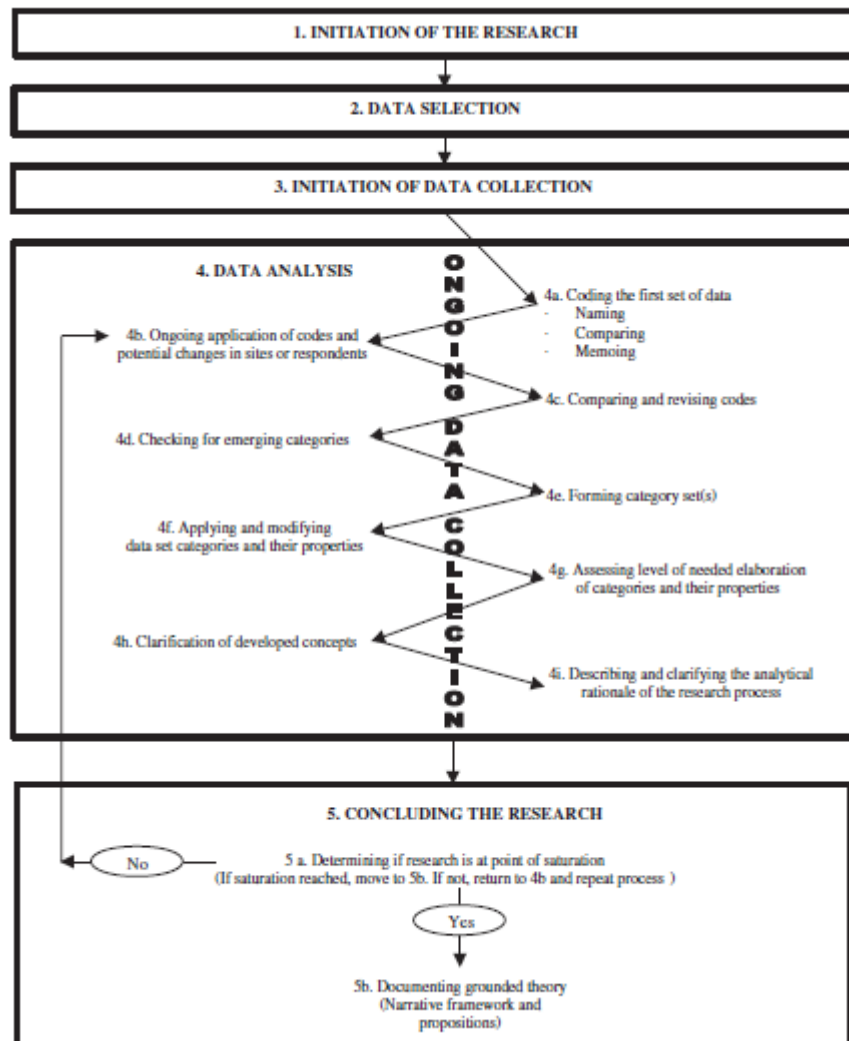 1. INITIATION OF THE RESEARCH
2. DATA SELECTION
3. INITIATION OF DATA COLLECTION
4. DATA ANALYSIS
ONGOING DATA COLLECTION
4a. Coding the first set of data
- Naming
- Comparing
- Memoing
4b. Ongoing application of codes and
potential changes in sites or respondents
4c. Comparing and revising codes
4d. Checking for emerging categories
4e. Forming category set(s)
4f. Applying and modifying
data set categories and their properties
4g. Assessing level of needed elaboration
of categories and their properties
4h. Clarification of developed concepts
4i. Describing and clarifying the analytical
rationale of the research process
5. CONCLUDING THE RESEARCH
No
5 a. Determining if research is at point of saturation
(If saturation reached, move to 5b. If not, return to 4b and repeat process )
Yes
5b. Documenting grounded theory
(Narrative framework and
propositions)